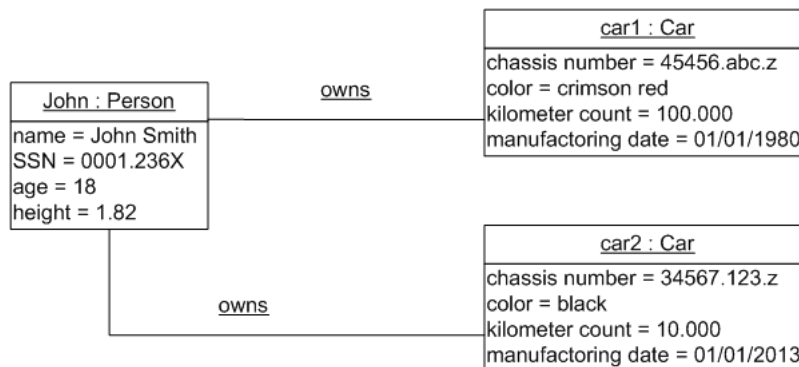 John : Person
name = John Smith
SSN = 0001.236X
age = 18
height = 1.82
owns
car1 : Car
chassis number = 45456.abc.z
color = crimson red
kilometer count = 100.000
manufactoring date = 01/01/1980
owns
car2 : Car
chassis number = 34567.123.z
color = black
kilometer count = 10.000
manufactoring date = 01/01/2013